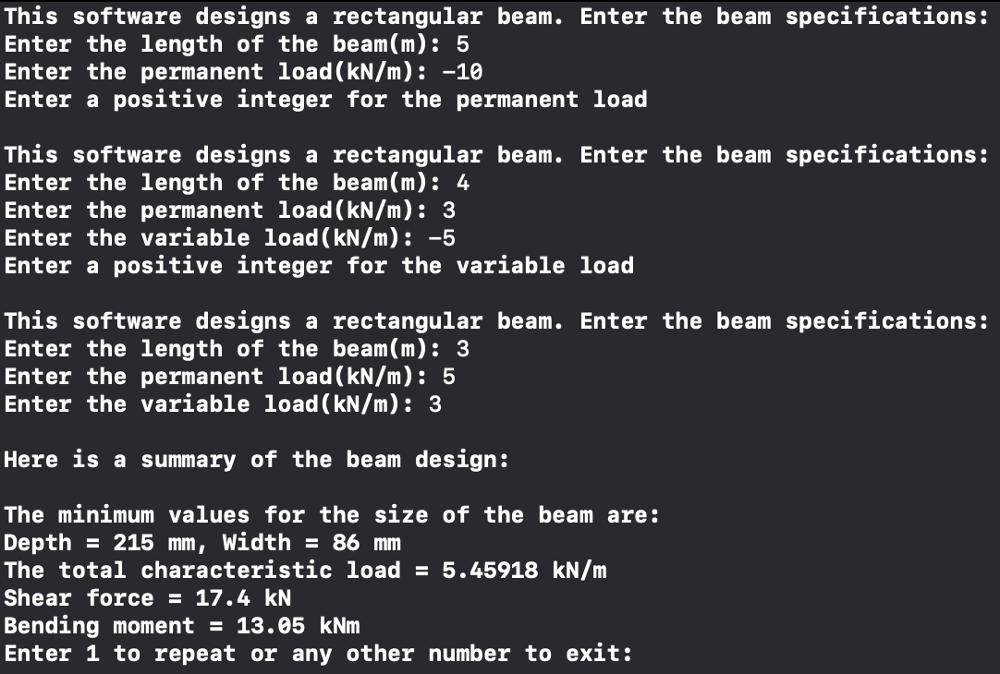 This software designs a rectangular beam. Enter the beam specifications:
Enter the length of the beam(m): 5
Enter the permanent load(kN/m): -10
Enter a positive integer for the permanent load
This software designs a rectangular beam. Enter the beam specifications:
Enter the length of the beam(m): 4
Enter the permanent load(kN/m): 3
Enter the variable load(kN/m): -5
Enter a positive integer for the variable load
This software designs a rectangular beam. Enter the beam specifications:
Enter the length of the beam(m): 3
Enter the permanent load(kN/m): 5
Enter the variable load(kN/m): 3
Here is a summary of the beam design:
The minimum values for the size of the beam are:
Depth = 215 mm, Width = 86 mm
The total characteristic load = 5.45918 kN/m
Shear force = 17.4 kN
Bending moment = 13.05 kNm
Enter 1 to repeat or any other number to exit: